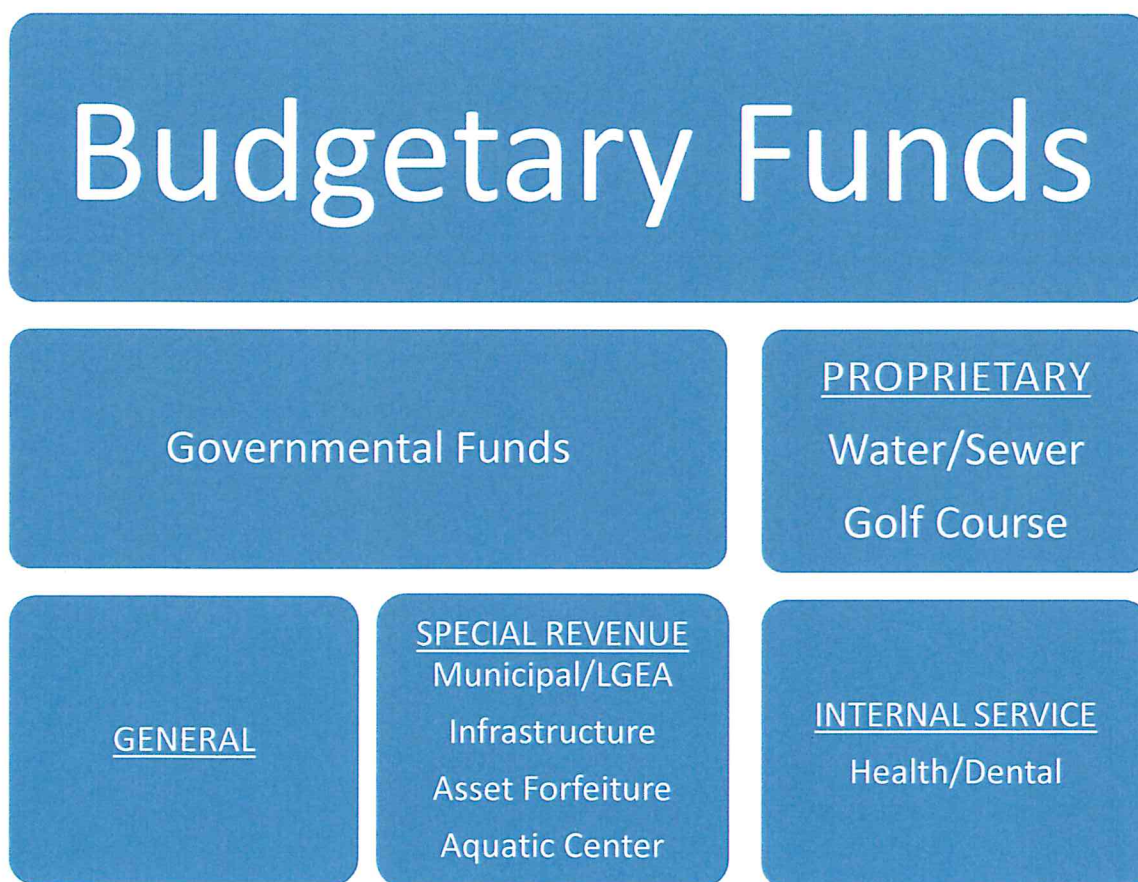 Budgetary Funds
Governmental Funds
PROPRIETARY
Water/Sewer
Golf Course
GENERAL
SPECIAL REVENUE
Municipal/LGEA
Infrastructure
Asset Forfeiture
Aquatic Center
INTERNAL SERVICE
Health/Dental